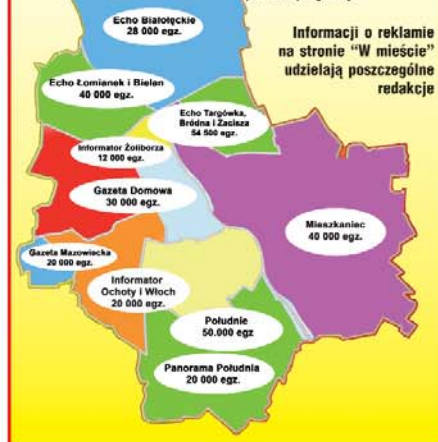 Echo Białołęckie
28 000 egz.
Informacji o reklamie
na stronie “W mieście”
udzielają poszczególne
redakcje
Echo Łomianek i Bielan
40 000 egz.
Echo Targówka,
Bródna i Zacisza
54 500 egz.
Informator Żoliborza
12 000 egz.
Gazeta Domowa
30 000 egz.
Mieszkaniec
40 000 egz.
Gazeta Mazowiecka
20 000 egz.
Informator
Ochoty i Włoch
20 000 egz.
Południe
50.000 egz
Panorama Południa
20 000 egz.